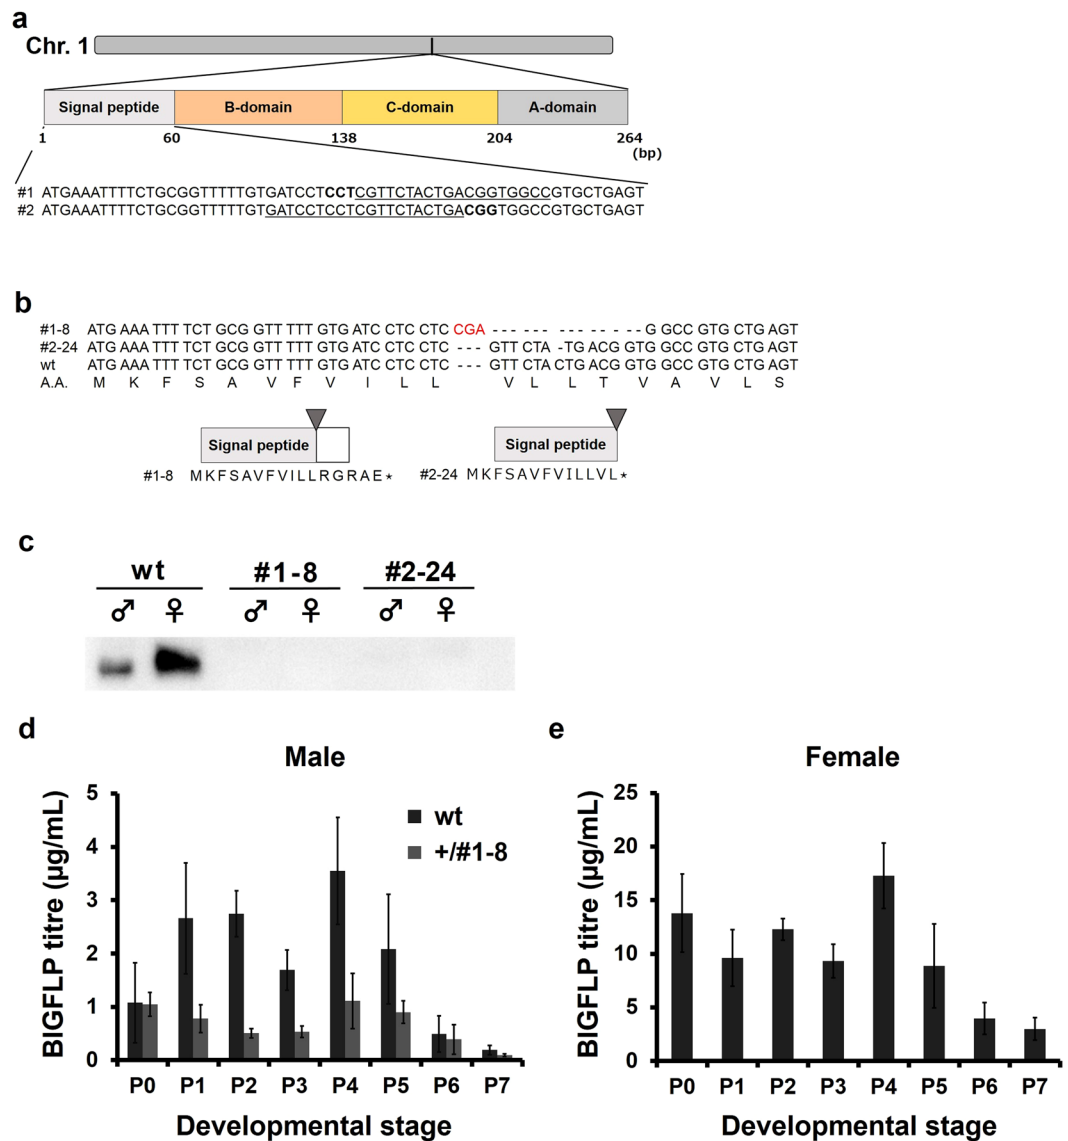 a
Chr. 1
Signal peptide B-domain C-domain A-domain
1 60 138 204 264
(bp)
#1 ATGAAATTTTCTGCGGTTTTTGTGATCCTCCTCGTTCTACTGACGGTGGCCGTGCTGAGT
#2 ATGAAATTTTCTGCGGTTTTTGTGATCCTCCTCGTTCTACTGACGGTGGCCGTGCTGAGT
b
#1-8 ATG AAA TTT TCT GCG GTT TTT GTG ATC CTC CTC CGA - - - - - - - - - - - - - - G GCC GTG CTG AGT
#2-24 ATG AAA TTT TCT GCG GTT TTT GTG ATC CTC CTC - - - GTT CTA -TG ACG GTG GCC GTG CTG AGT
wt ATG AAA TTT TCT GCG GTT TTT GTG ATC CTC CTC - - - GTT CTA CTG ACG GTG GCC GTG CTG AGT
A.A. M K F S A V F V I L L V L L T V A V L S
Signal peptide Signal peptide
#1-8 MKFSAVFVILLRGRAE* #2-24 MKFSAVFVILLVL*
c
wt #1-8 #2-24
♂ ♀ ♂ ♀ ♂ ♀
d
Male
BIGFLP titre (µg/mL)
5
4
3
2
1
0
wt
+/#1-8
P0 P1 P2 P3 P4 P5 P6 P7
Developmental stage
e
Female
BIGFLP titre (µg/mL)
25
20
15
10
5
0
P0 P1 P2 P3 P4 P5 P6 P7
Developmental stage